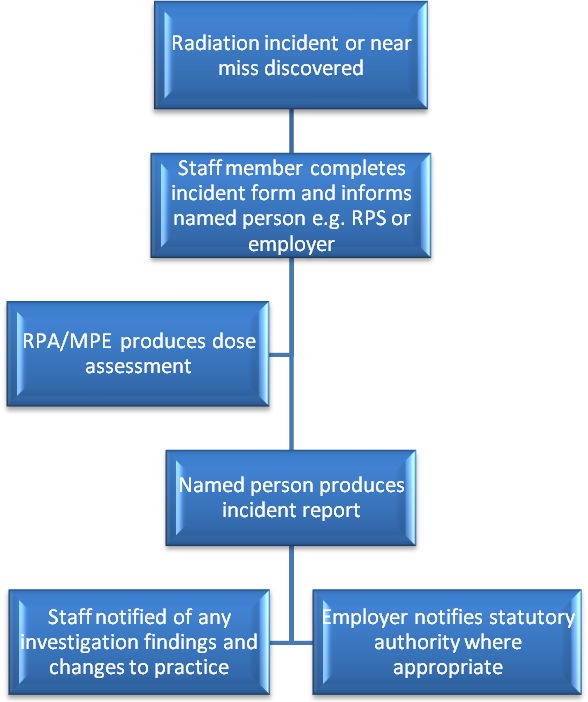 Radiation incident or near
miss discovered
Staff member completes
incident form and informs
named person e.g. RPS or
employer
RPA/MPE produces dose
assessment
Named person produces
incident report
Staff notified of any
investigation findings and
changes to practice
Employer notifies statutory
authority where
appropriate